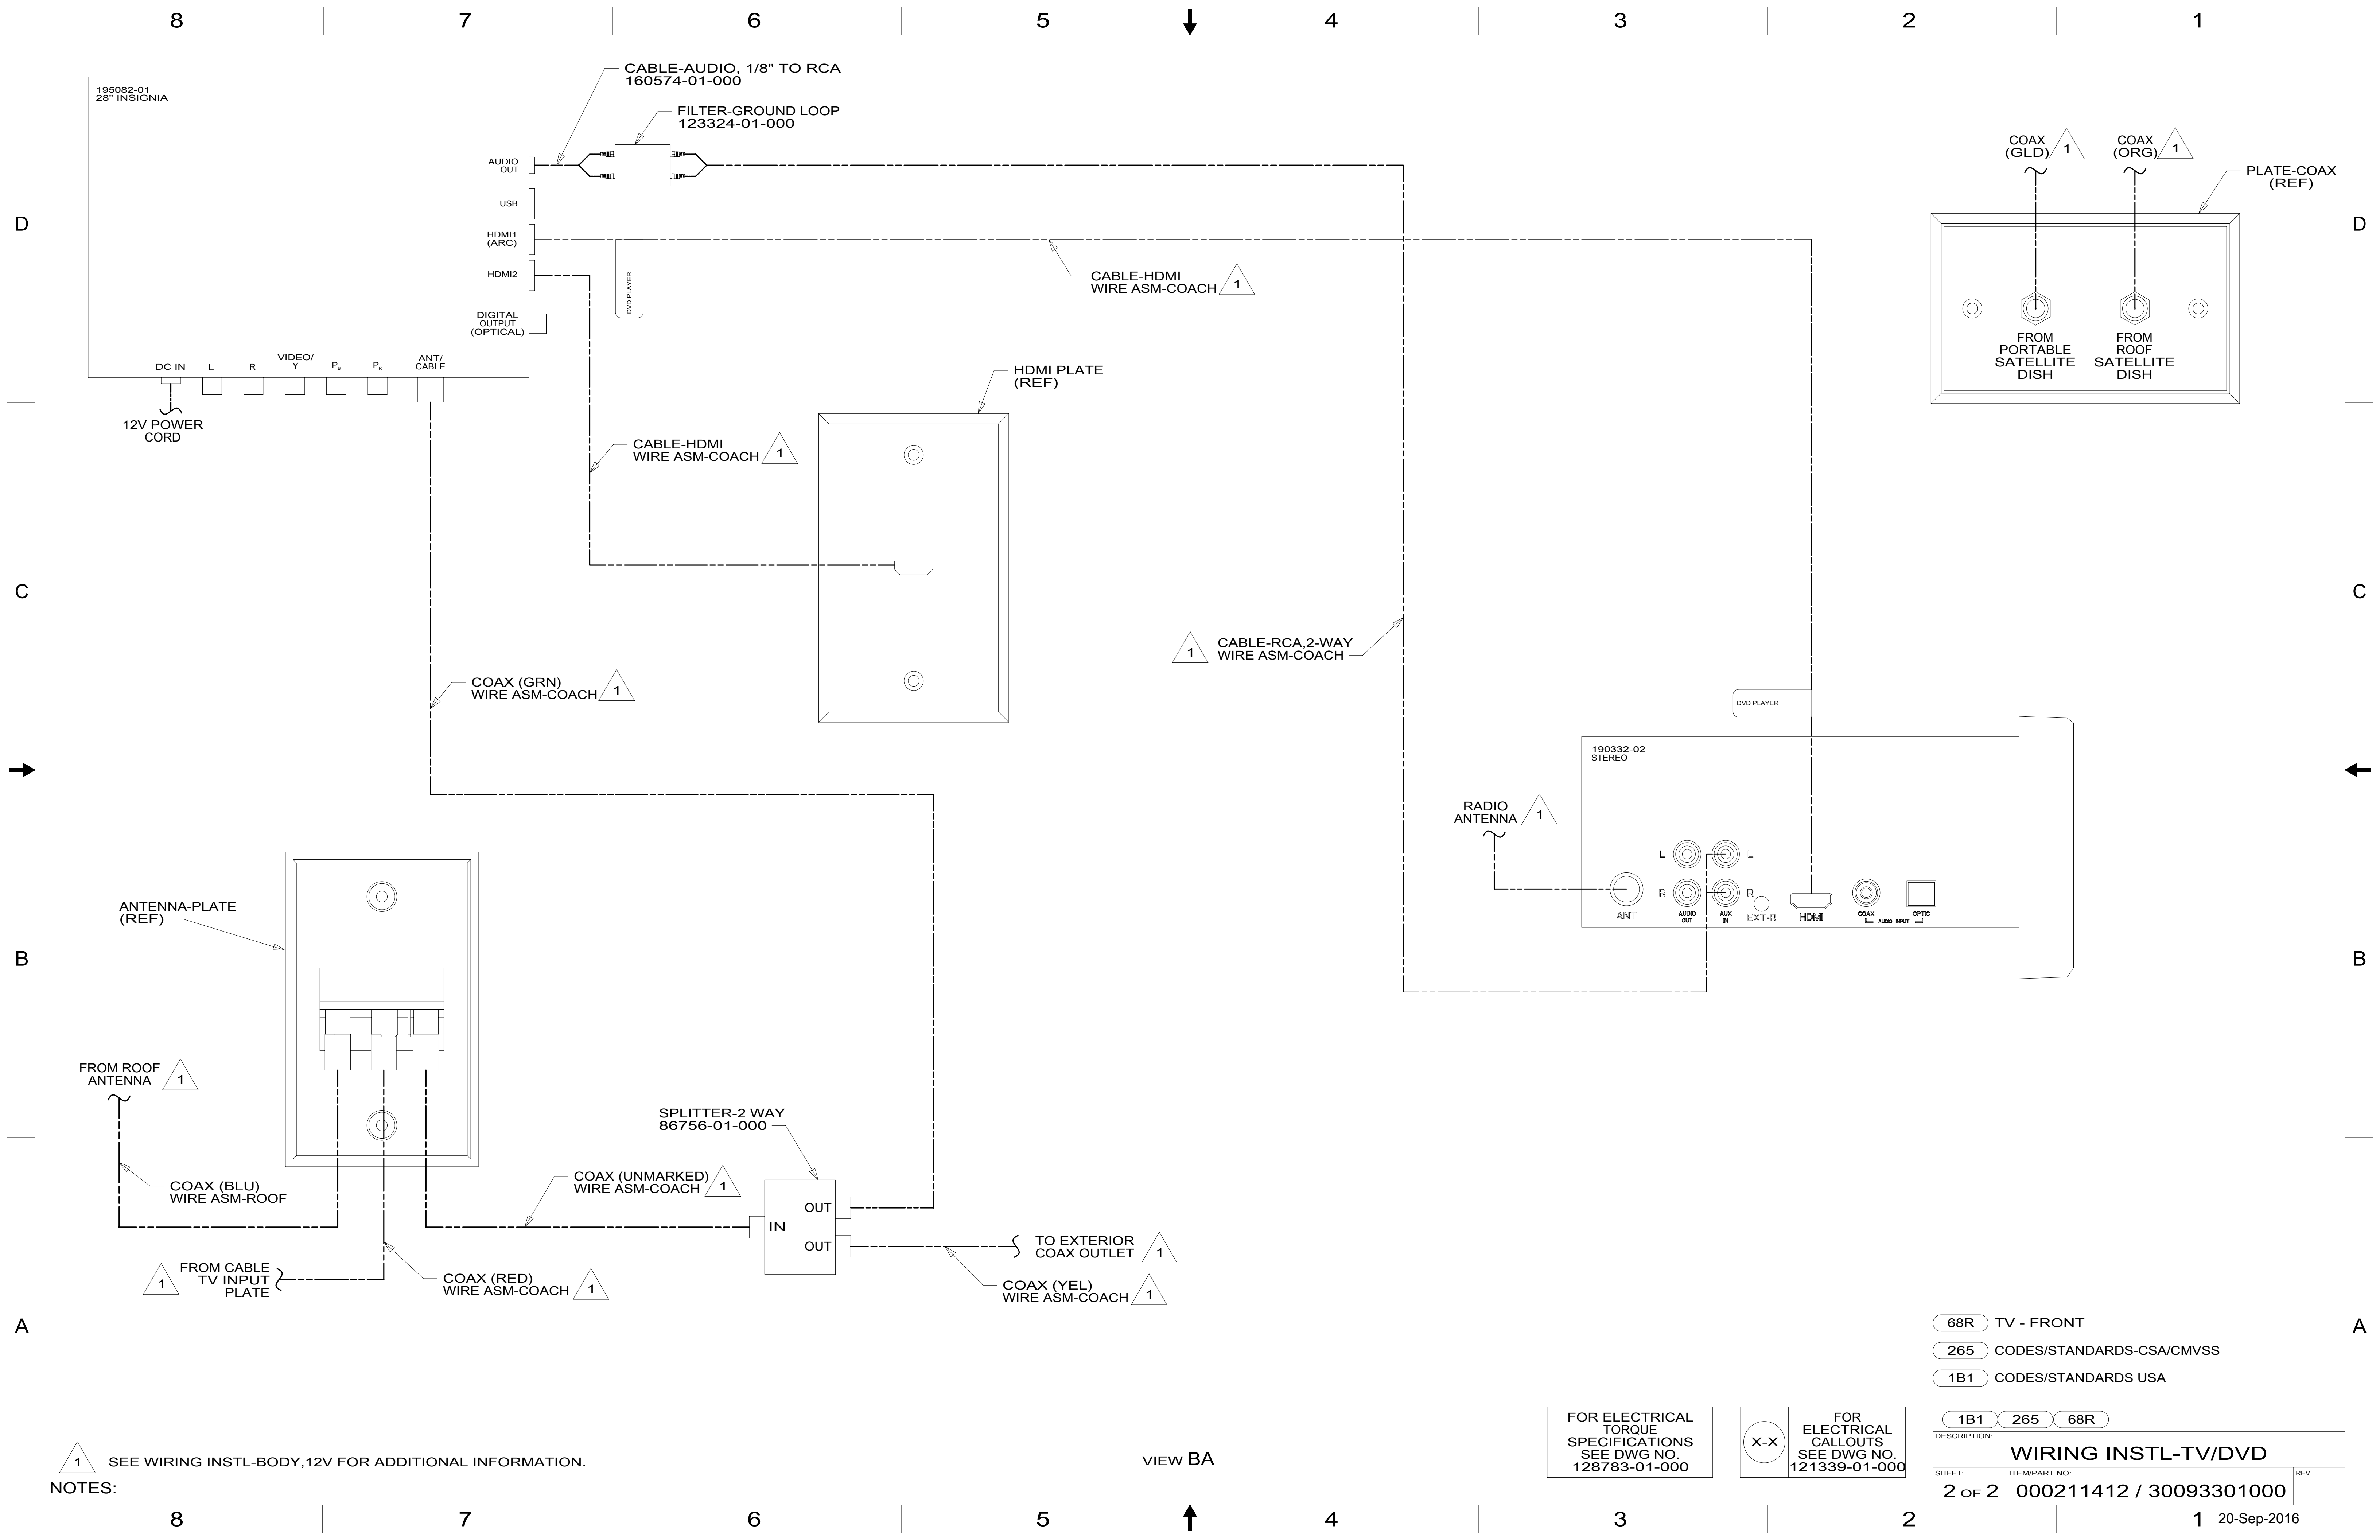 8 7 6 5 4 3 2 1
195082-01
28" INSIGNIA
AUDIO
OUT
USB
HDMI1
(ARC)
HDMI2
DIGITAL
OUTPUT
(OPTICAL)
DC IN
L
R
VIDEO/
Y
PB
PR
ANT/
CABLE
12V POWER
CORD
CABLE-AUDIO, 1/8" TO RCA
160574-01-000
FILTER-GROUND LOOP
123324-01-000
DVD PLAYER
CABLE-HDMI
WIRE ASM-COACH 1
COAX
(GLD) 1
COAX
(ORG) 1
PLATE-COAX
(REF)
FROM
PORTABLE
SATELLITE
DISH
FROM
ROOF
SATELLITE
DISH
D
D
HDMI PLATE
(REF)
CABLE-HDMI
WIRE ASM-COACH 1
C
C
1 CABLE-RCA,2-WAY
WIRE ASM-COACH
COAX (GRN)
WIRE ASM-COACH 1
DVD PLAYER
190332-02
STEREO
RADIO
ANTENNA 1
L
L
R
R
ANT
AUDIO
OUT
AUX
IN
EXT-R
HDMI
COAX
OPTIC
AUDIO INPUT
ANTENNA-PLATE
(REF)
B
B
FROM ROOF
ANTENNA 1
COAX (BLU)
WIRE ASM-ROOF
SPLITTER-2 WAY
86756-01-000
COAX (UNMARKED)
WIRE ASM-COACH 1
IN
OUT
OUT
TO EXTERIOR
COAX OUTLET 1
COAX (YEL)
WIRE ASM-COACH 1
1 FROM CABLE
TV INPUT
PLATE
COAX (RED)
WIRE ASM-COACH 1
A
A
68R TV - FRONT
265 CODES/STANDARDS-CSA/CMVSS
1B1 CODES/STANDARDS USA
1B1 265 68R
FOR ELECTRICAL
TORQUE
SPECIFICATIONS
SEE DWG NO.
128783-01-000
X-X
FOR
ELECTRICAL
CALLOUTS
SEE DWG NO.
121339-01-000
DESCRIPTION:
WIRING INSTL-TV/DVD
SHEET:
2 OF 2
ITEM/PART NO:
000211412 / 30093301000
REV
1 SEE WIRING INSTL-BODY,12V FOR ADDITIONAL INFORMATION.
NOTES:
VIEW BA
8 7 6 5 4 3 2 1
20-Sep-2016